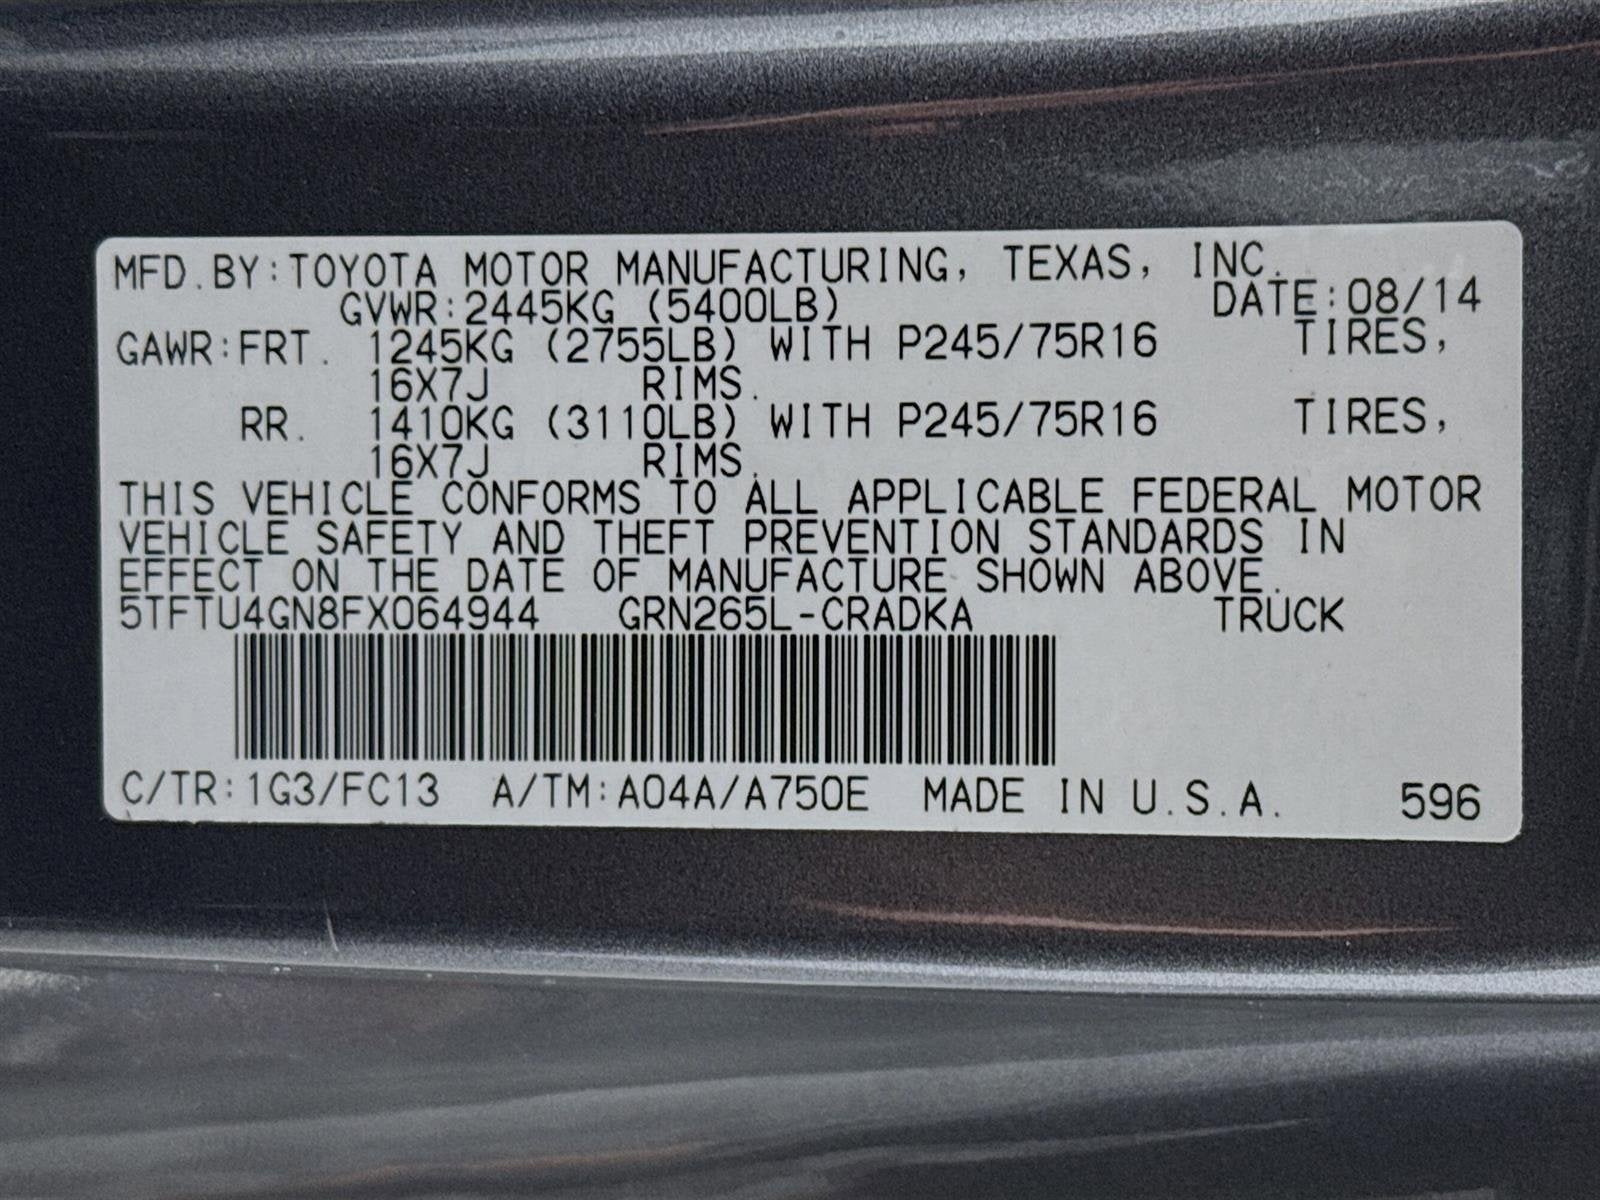 MFD.BY:TOYOTA MOTOR MANUFACTURING, TEXAS, INC.
GVWR:2445KG (5400LB) DATE:08/14
GAWR:FRT. 1245KG (2755LB) WITH P245/75R16 TIRES,
16X7J RIMS.
RR. 1410KG (3110LB) WITH P245/75R16 TIRES,
16X7J RIMS.
THIS VEHICLE CONFORMS TO ALL APPLICABLE FEDERAL MOTOR
VEHICLE SAFETY AND THEFT PREVENTION STANDARDS IN
EFFECT ON THE DATE OF MANUFACTURE SHOWN ABOVE.
5TFTU4GN8FX064944 GRN265L-CRADKA TRUCK
C/TR:1G3/FC13 A/TM:A04A/A750E MADE IN U.S.A. 596